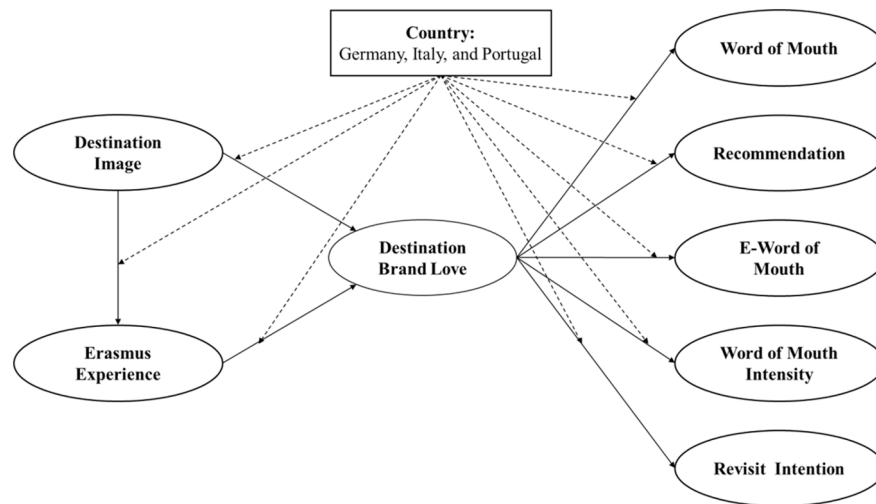 Country:
Germany, Italy, and Portugal
Word of Mouth
Destination
Image
Recommendation
Destination
Brand Love
E-Word of
Mouth
Erasmus
Experience
Word of Mouth
Intensity
Revisit Intention